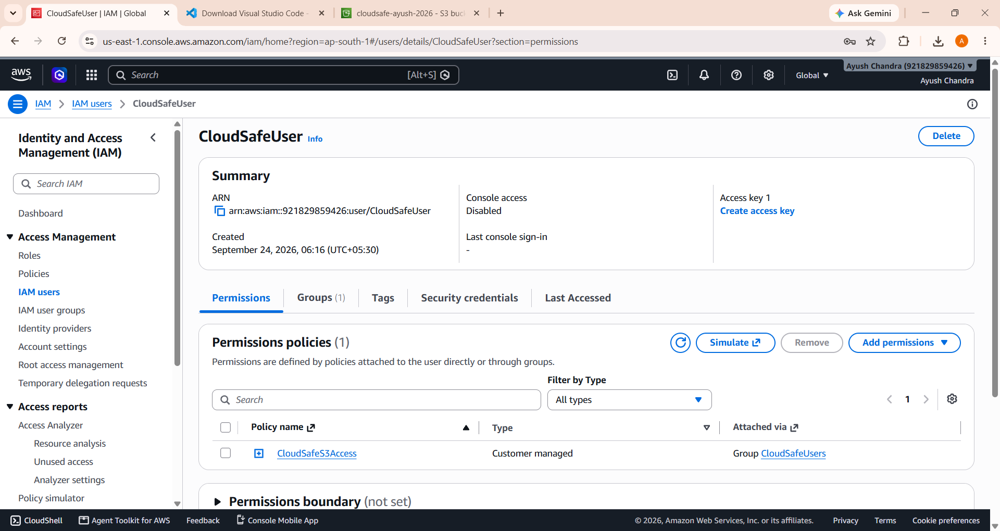 CloudSafeUser | IAM | Global
Download Visual Studio Code -
cloudsafe-ayush-2026 - S3 buc
Ask Gemini
us-east-1.console.aws.amazon.com/iam/home?region=ap-south-1#/users/details/CloudSafeUser?section=permissions
A
aws
Search
[Alt+S]
Global
Ayush Chandra (921829859426)
Ayush Chandra
IAM
IAM users
CloudSafeUser
Identity and Access Management (IAM)
Search IAM
Dashboard
Access Management
Roles
Policies
IAM users
IAM user groups
Identity providers
Account settings
Root access management
Temporary delegation requests
Access reports
Access Analyzer
Resource analysis
Unused access
Analyzer settings
Policy simulator
CloudSafeUser Info
Delete
Summary
ARN
arn:aws:iam::921829859426:user/CloudSafeUser
Created
September 24, 2026, 06:16 (UTC+05:30)
Console access
Disabled
Last console sign-in
-
Access key 1
Create access key
Permissions
Groups (1)
Tags
Security credentials
Last Accessed
Permissions policies (1)
Simulate
Remove
Add permissions
Permissions are defined by policies attached to the user directly or through groups.
Filter by Type
Search
All types
1
Policy name
Type
Attached via
CloudSafeS3Access
Customer managed
Group CloudSafeUsers
Permissions boundary (not set)
CloudShell
Agent Toolkit for AWS
Feedback
Console Mobile App
© 2026, Amazon Web Services, Inc. or its affiliates.
Privacy
Terms
Cookie preferences